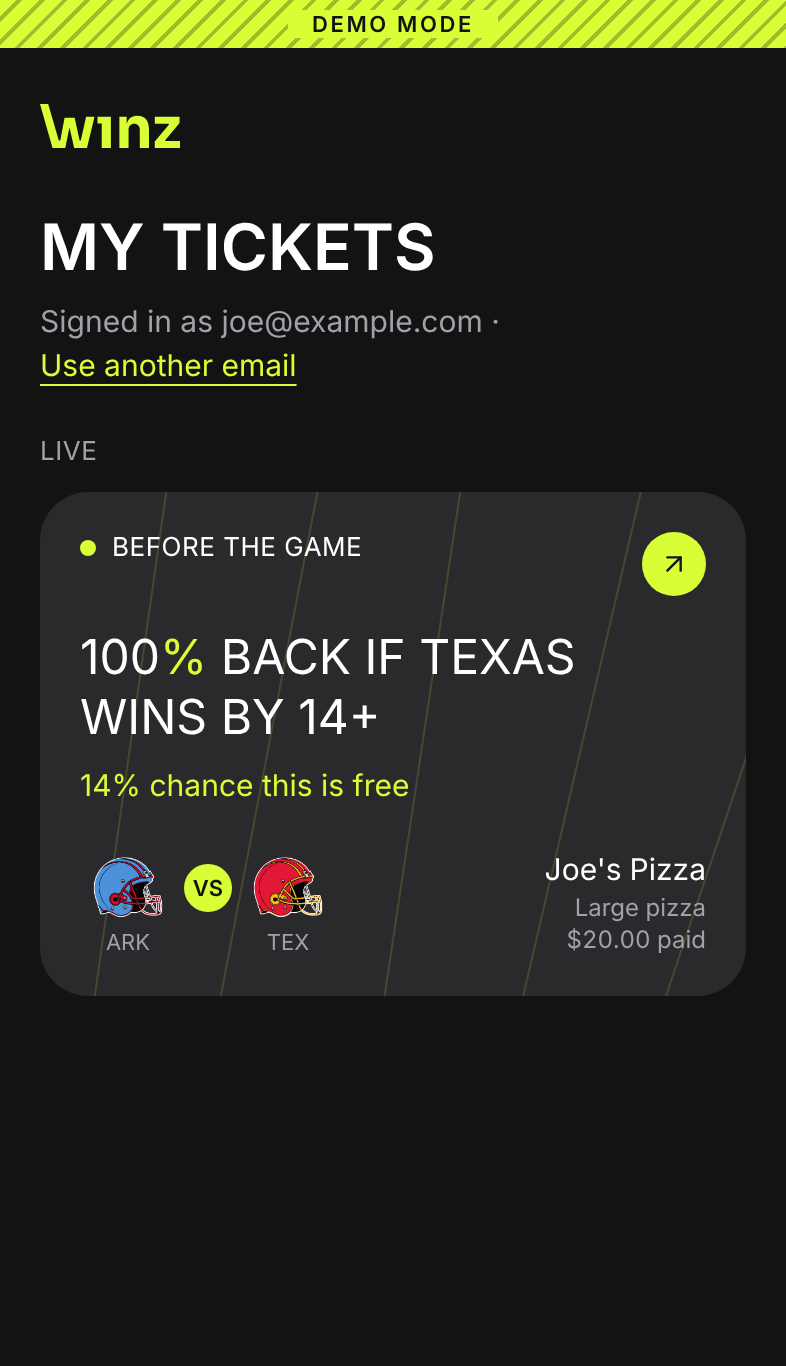 DEMO MODE
winz
MY TICKETS
Signed in as joe@example.com ·
Use another email
LIVE
BEFORE THE GAME
100% BACK IF TEXAS
WINS BY 14+
14% chance this is free
VS
ARK
TEX
Joe's Pizza
Large pizza
$20.00 paid